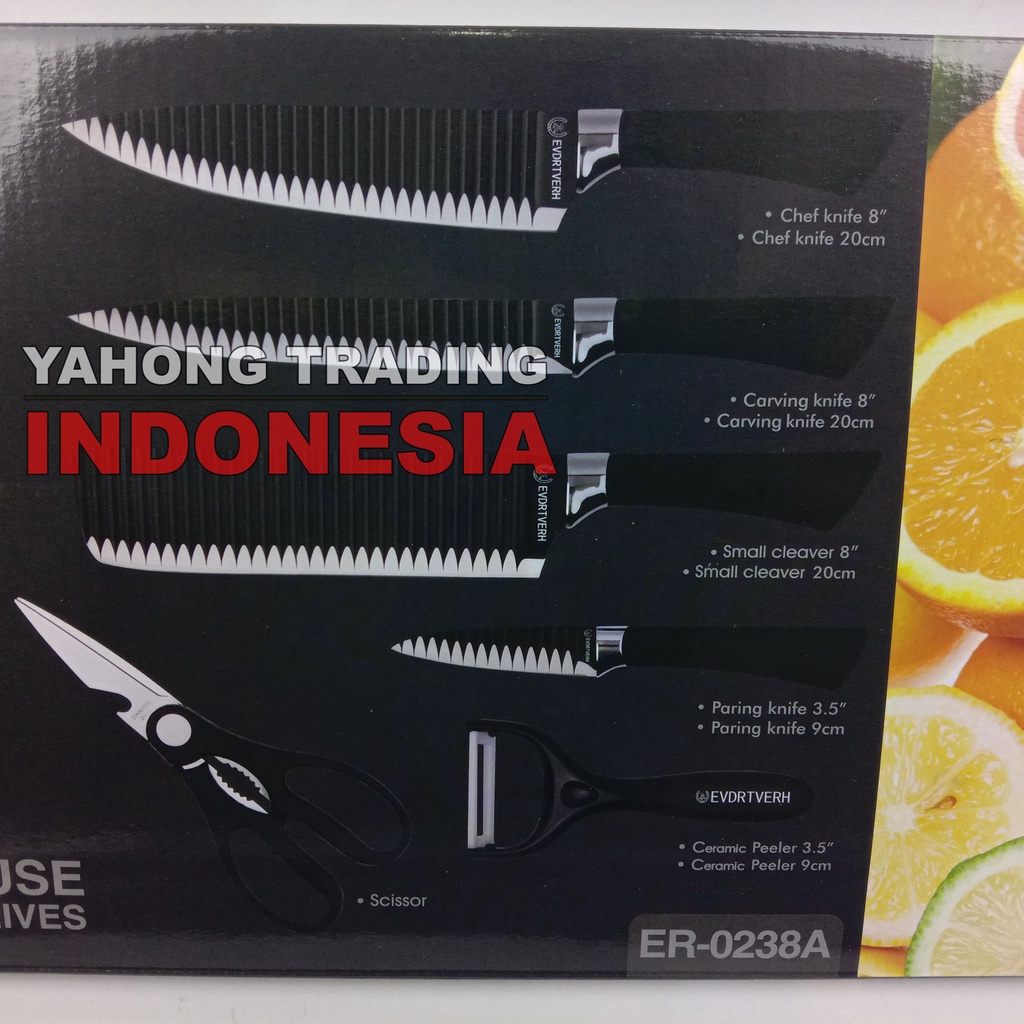 EVDRTVERH
• Chef knife 8”
• Chef knife 20cm
EVDRTVERH
YAHONG TRADING
INDONESIA
• Carving knife 8”
• Carving knife 20cm
EVDRTVERH
• Small cleaver 8”
• Small cleaver 20cm
• Paring knife 3.5”
• Paring knife 9cm
EVDRTVERH
• Ceramic Peeler 3.5”
• Ceramic Peeler 9cm
• Scissor
ER-0238A